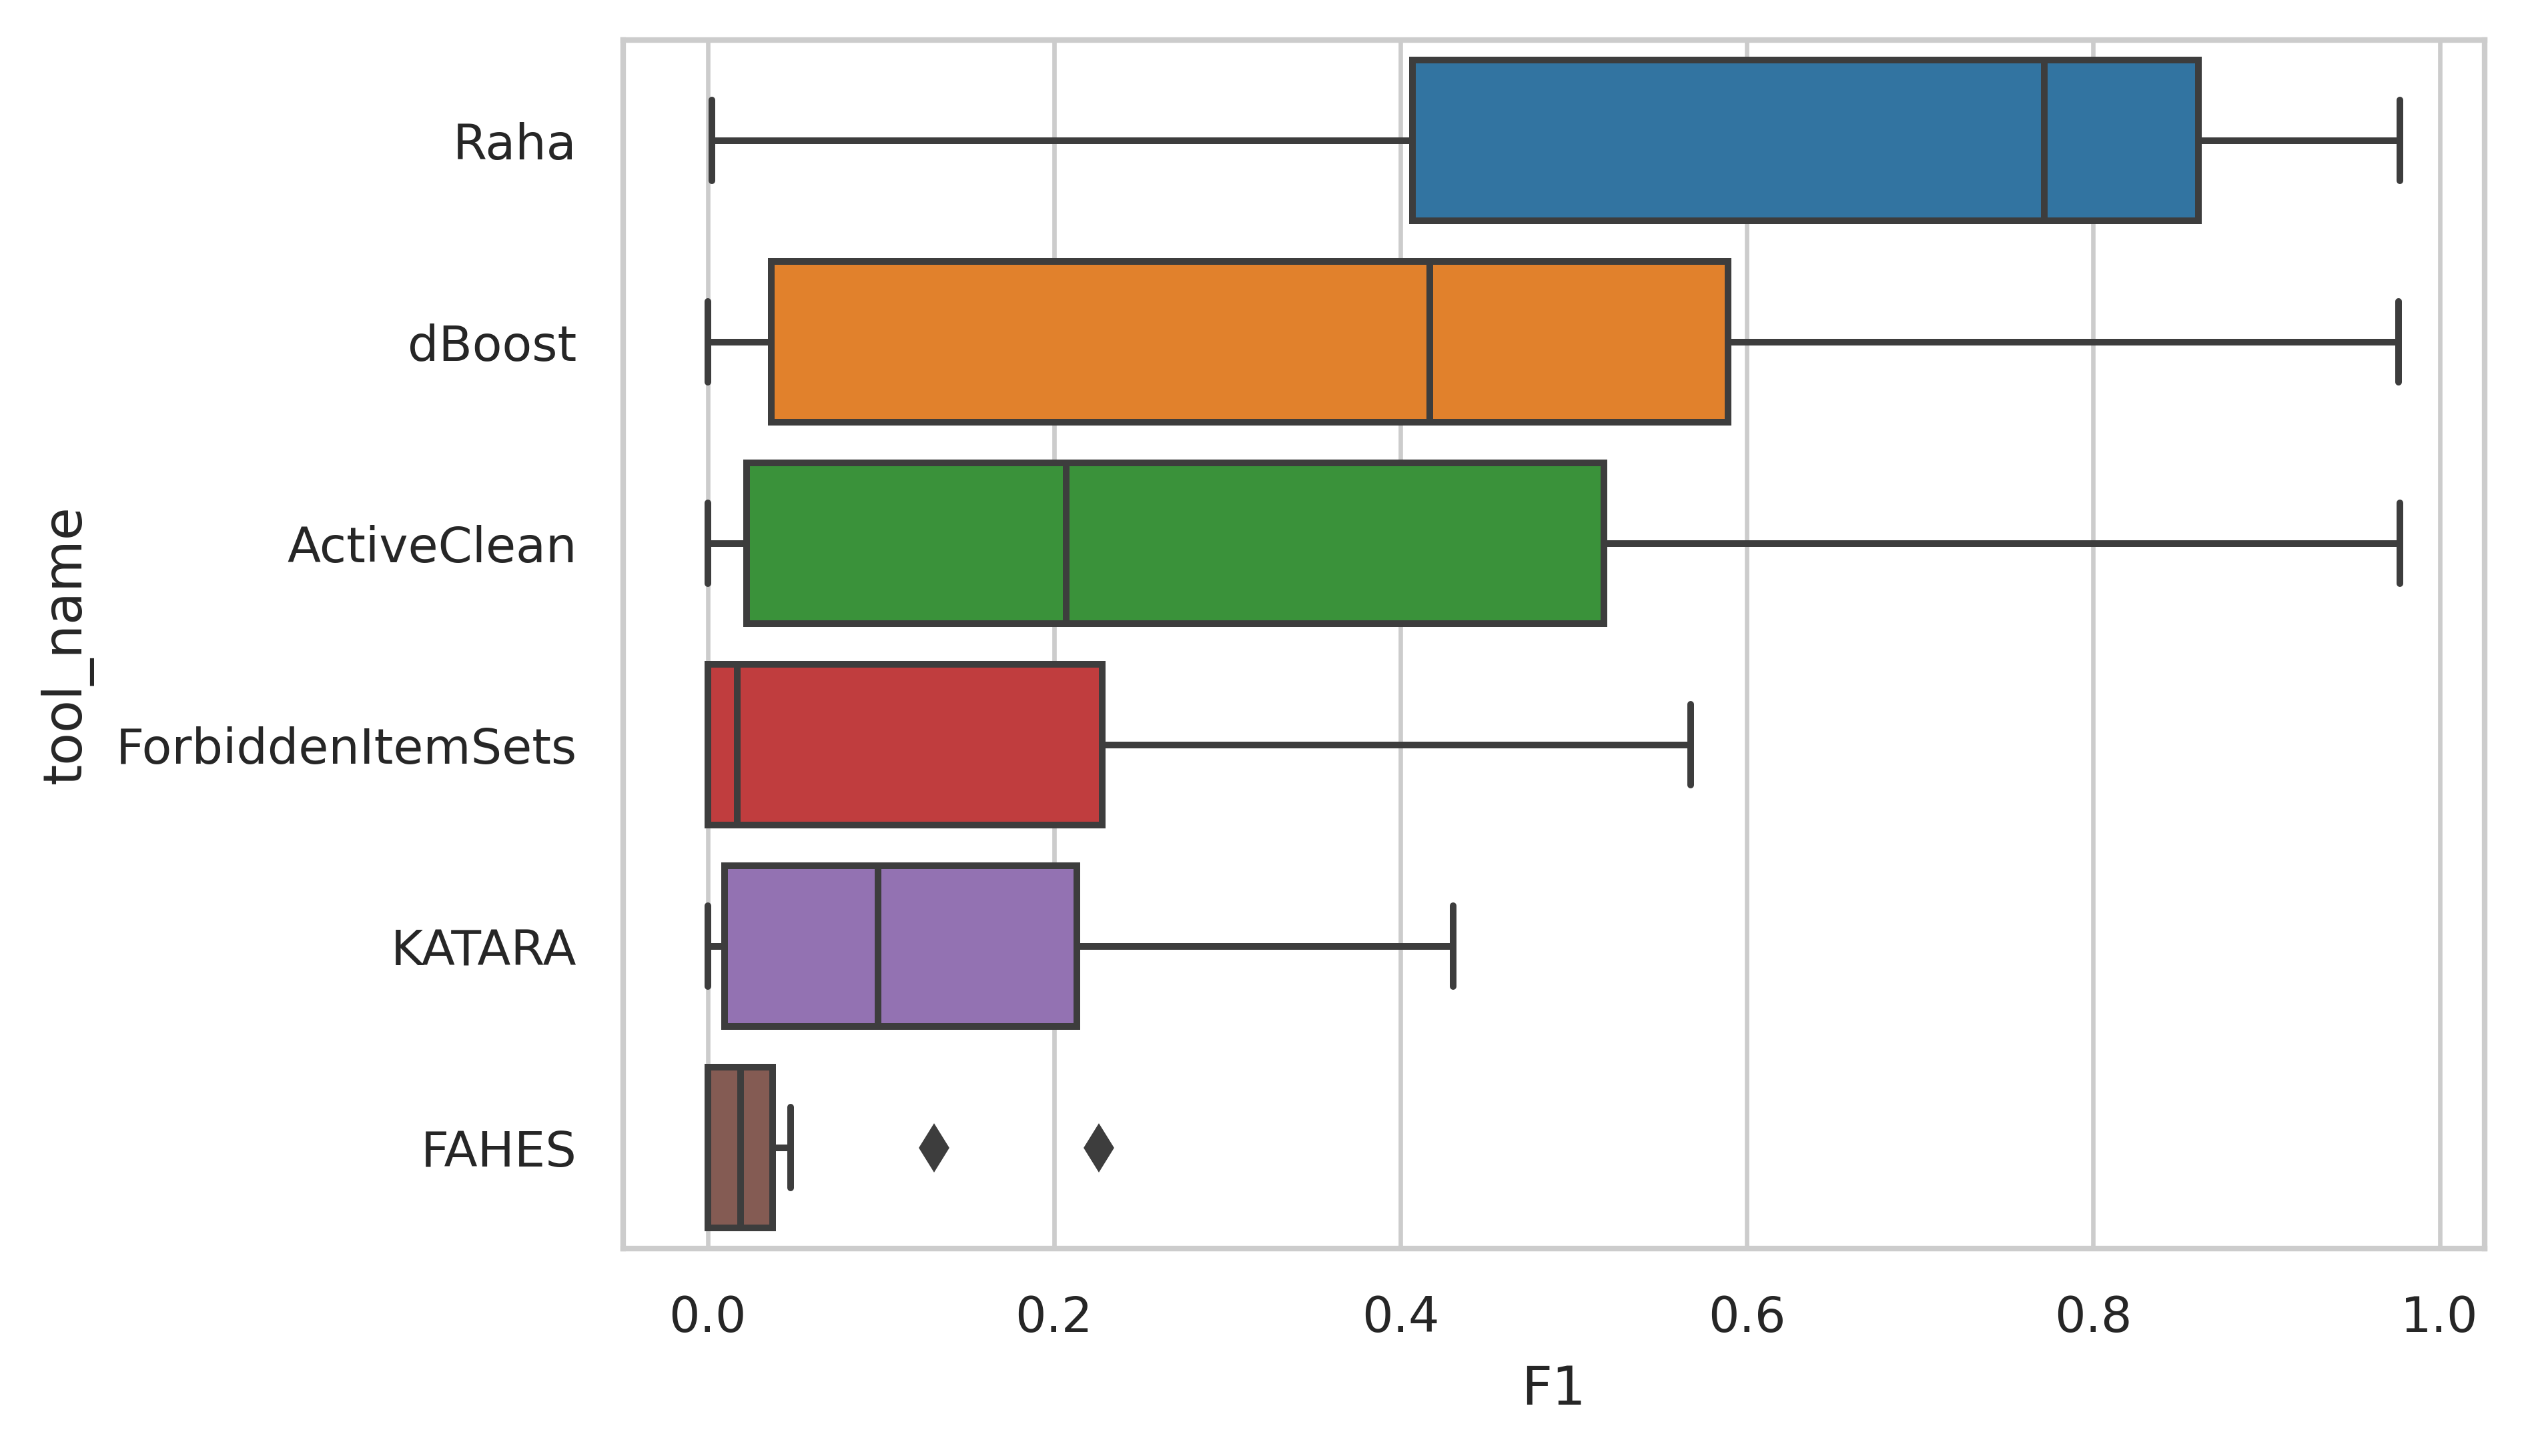 Raha
dBoost
ActiveClean
ForbiddenItemSets
KATARA
FAHES
tool_name
0.0 0.2 0.4 0.6 0.8 1.0
F1